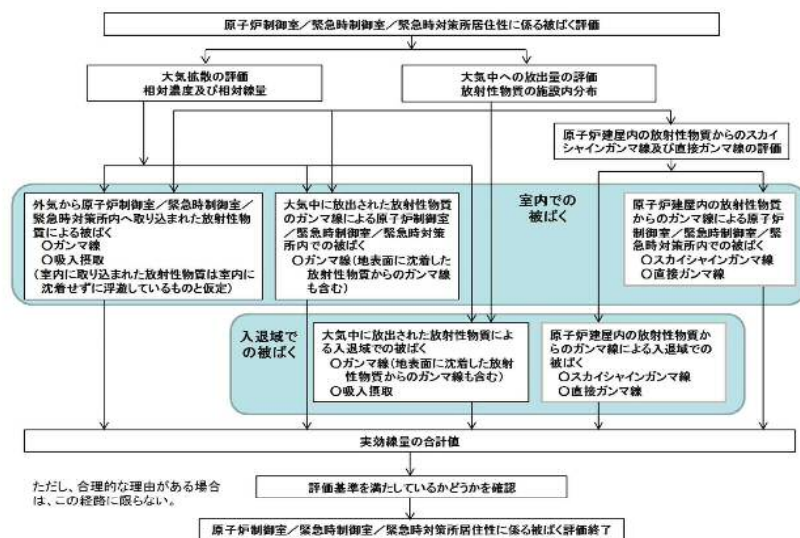 原子炉制御室／緊急時制御室／緊急時対策所居住性に係る被ばく評価
大気拡散の評価
相対濃度及び相対線量
大気中への放出量の評価
放射性物質の施設内分布
原子炉建屋内の放射性物質からのスカイ
シャインガンマ線及び直接ガンマ線の評価
室内での
被ばく
外気から原子炉制御室／緊急時制御室／
緊急時対策所内へ取り込まれた放射性物
質による被ばく
○ガンマ線
○吸入摂取
(室内に取り込まれた放射性物質は室内に
沈着せずに浮遊しているものと仮定)
大気中に放出された放射性物質
のガンマ線による原子炉制御室
／緊急時制御室／緊急時対策
所内での被ばく
○ガンマ線(地表面に沈着した
放射性物質からのガンマ線
も含む)
原子炉建屋内の放射性物質
からのガンマ線による原子炉
制御室／緊急時制御室／緊
急時対策所内での被ばく
○スカイシャインガンマ線
○直接ガンマ線
入退域で
の被ばく
大気中に放出された放射性物質によ
る入退域での被ばく
○ガンマ線(地表面に沈着した放射
性物質からのガンマ線も含む)
○吸入摂取
原子炉建屋内の放射性物質か
らのガンマ線による入退域での
被ばく
○スカイシャインガンマ線
○直接ガンマ線
実効線量の合計値
ただし、合理的な理由がある場合
は、この経路に限らない。
評価基準を満たしているかどうかを確認
原子炉制御室／緊急時制御室／緊急時対策所居住性に係る被ばく評価終了